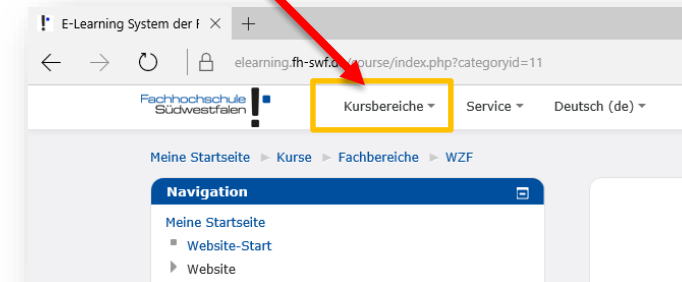 E-Learning System der F
elearning.fh-swf.de/course/index.php?categoryid=11
Fachhochschule
Südwestfalen
Kursbereiche
Service
Deutsch (de)
Meine Startseite
Kurse
Fachbereiche
WZF
Navigation
Meine Startseite
Website-Start
Website